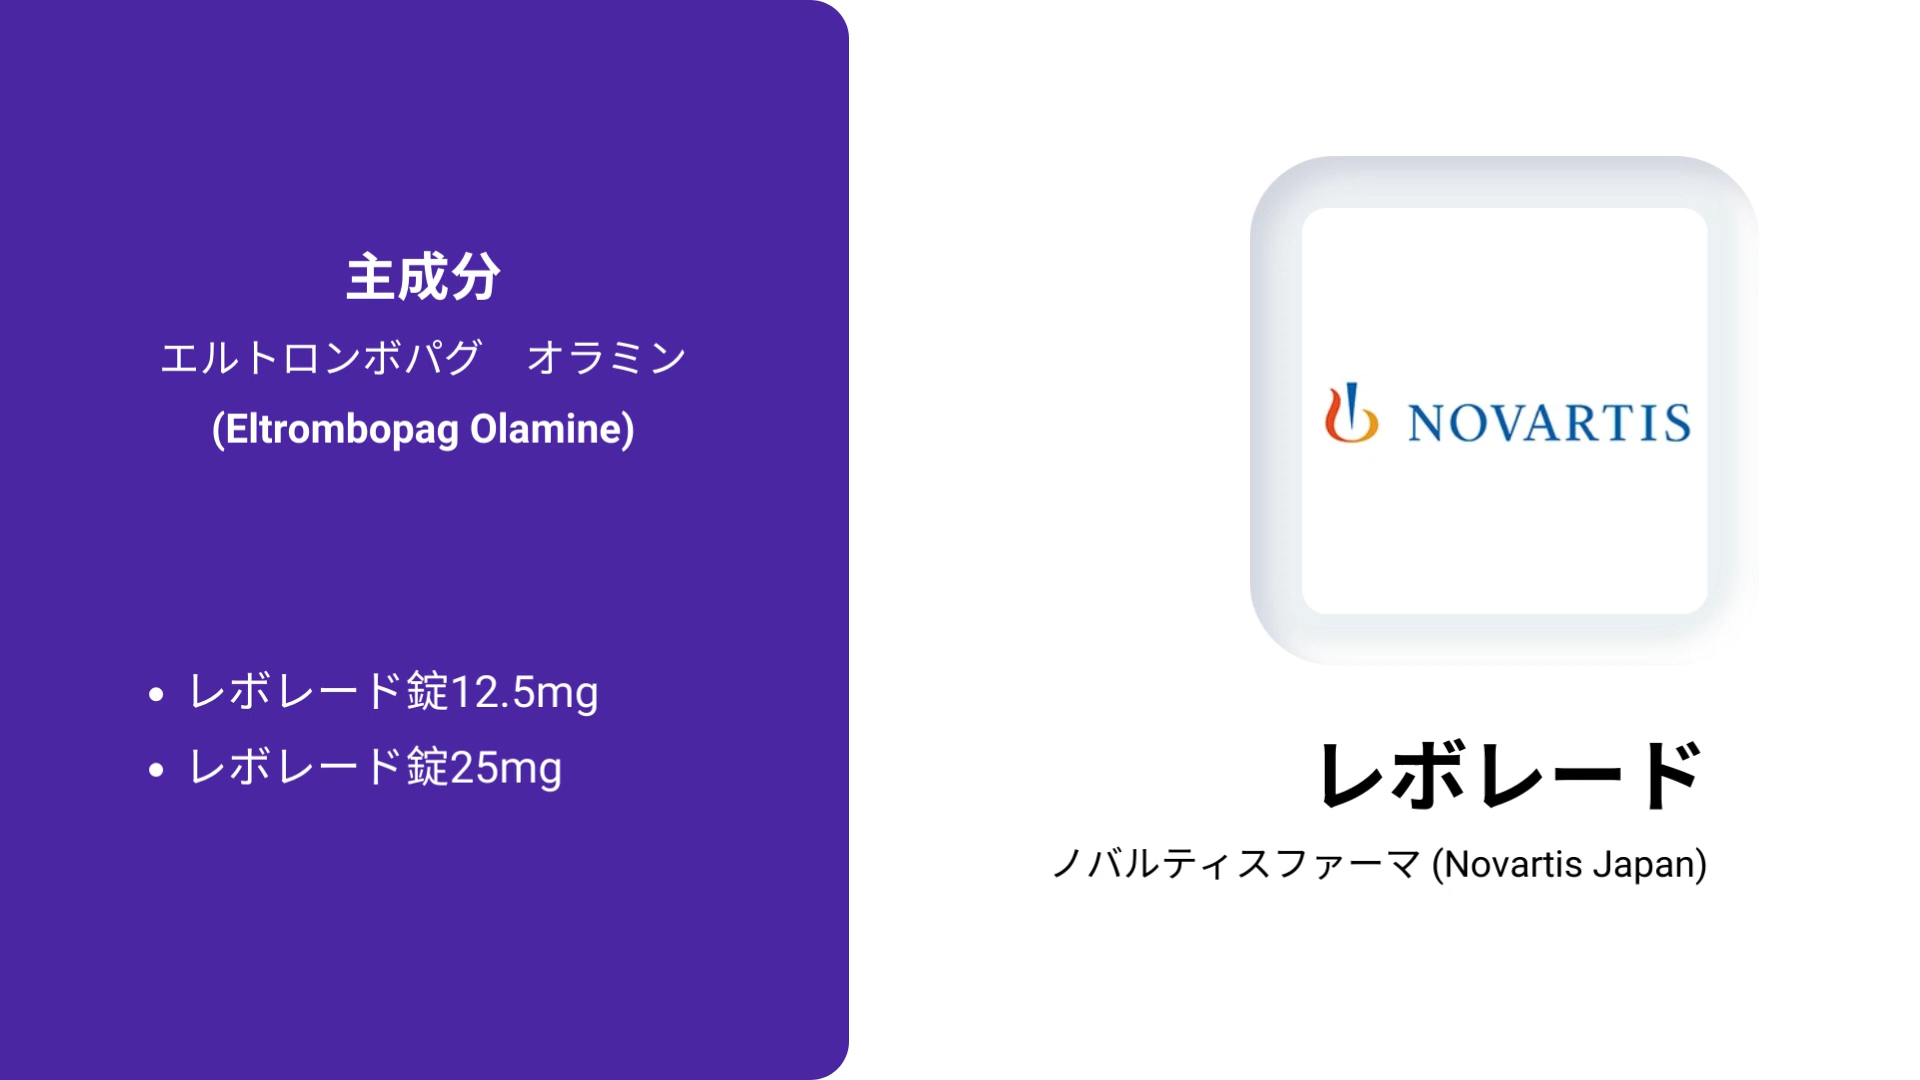 主成分
エルトロンボパグ　オラミン
(Eltrombopag Olamine)
• レボレード錠12.5mg
• レボレード錠25mg
NOVARTIS
レボレード
ノバルティスファーマ (Novartis Japan)